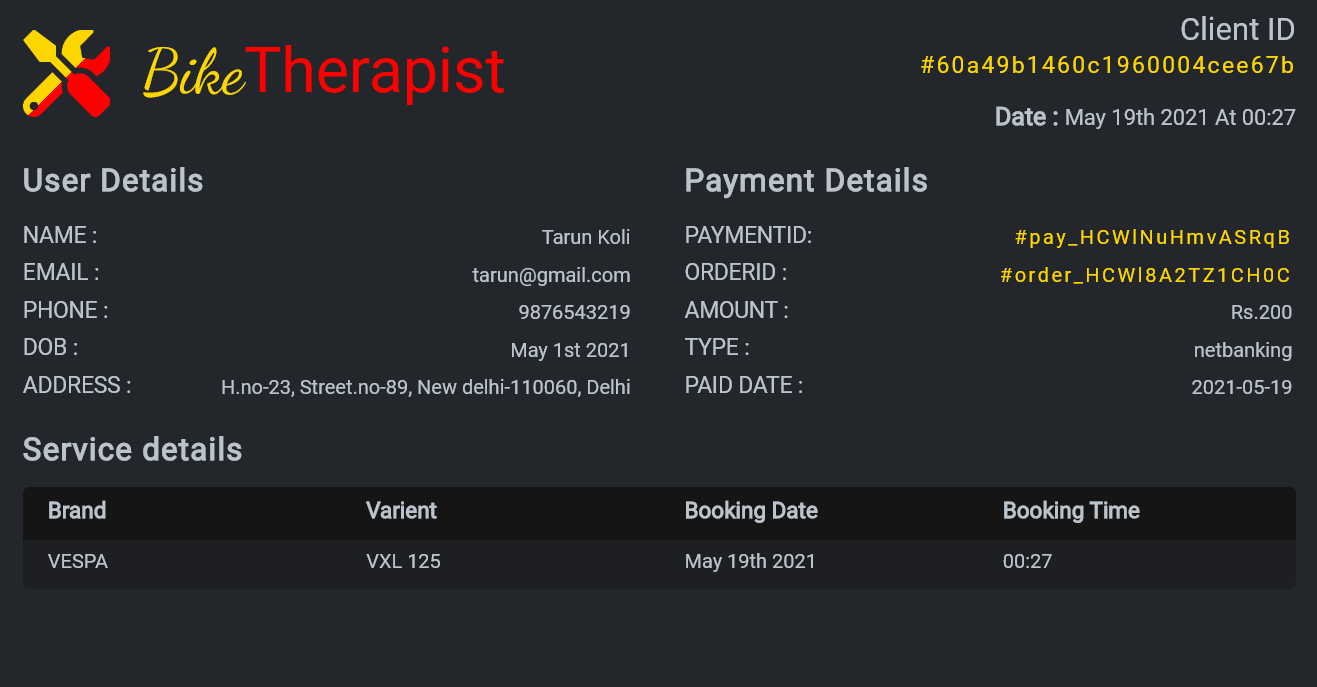 BikeTherapist
Client ID
#60a49b1460c1960004cee67b
Date : May 19th 2021 At 00:27
User Details
NAME : Tarun Koli
EMAIL : tarun@gmail.com
PHONE : 9876543219
DOB : May 1st 2021
ADDRESS : H.no-23, Street.no-89, New delhi-110060, Delhi
Payment Details
PAYMENTID: #pay_HCWlNuHmvASRqB
ORDERID : #order_HCWl8A2TZ1CH0C
AMOUNT : Rs.200
TYPE : netbanking
PAID DATE : 2021-05-19
Service details
Brand Varient Booking Date Booking Time
VESPA VXL 125 May 19th 2021 00:27